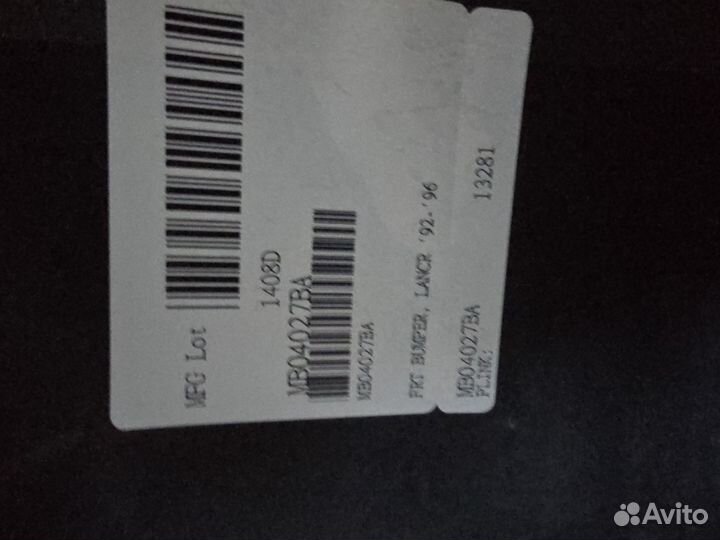 MFG Lot
1408D
MB04027BA
MB04027BA
FRT BUMPER, LANCR '92-'96
MB04027BA 13281
PLINK:
Avito